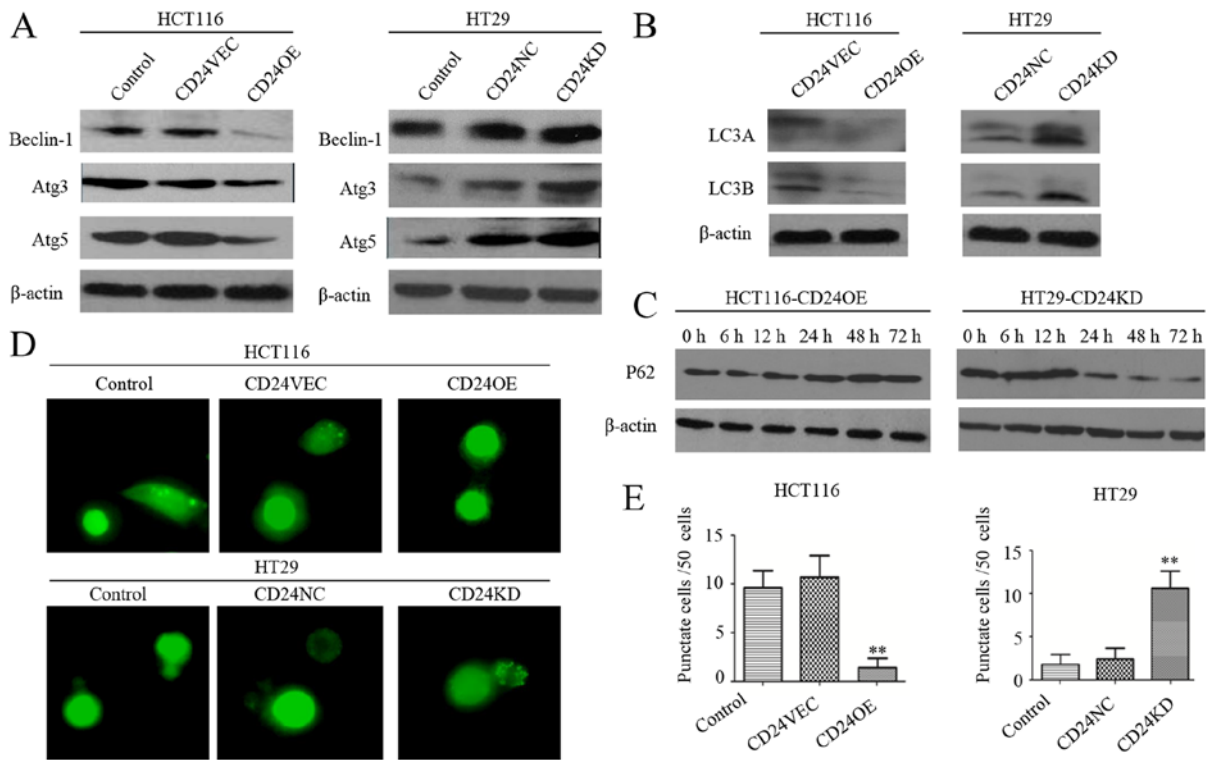 A
HCT116
Control CD24VEC CD24OE
Beclin-1
Atg3
Atg5
β-actin
HT29
Control CD24NC CD24KD
Beclin-1
Atg3
Atg5
β-actin
B
HCT116
CD24VEC CD24OE
HT29
CD24NC CD24KD
LC3A
LC3B
β-actin
C
HCT116-CD24OE
0 h 6 h 12 h 24 h 48 h 72 h
HT29-CD24KD
0 h 6 h 12 h 24 h 48 h 72 h
P62
β-actin
D
HCT116
Control CD24VEC CD24OE
HT29
Control CD24NC CD24KD
E
HCT116
Punctate cells /50 cells
15
10
5
0
**
Control CD24VEC CD24OE
HT29
Punctate cells /50 cells
15
10
5
0
**
Control CD24NC CD24KD